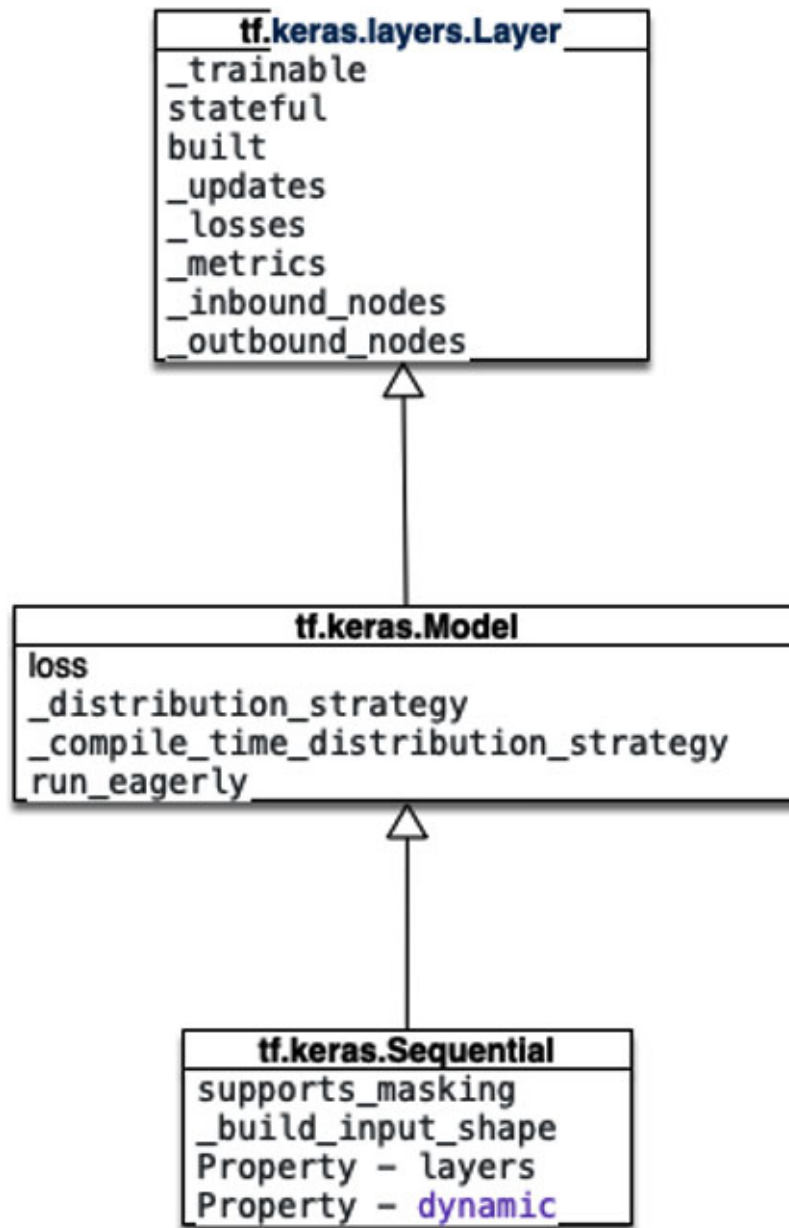 tf.keras.layers.Layer
_trainable
stateful
built
_updates
_losses
_metrics
_inbound_nodes
_outbound_nodes
tf.keras.Model
loss
_distribution_strategy
_compile_time_distribution_strategy
run_eagerly
tf.keras.Sequential
supports_masking
_build_input_shape
Property – layers
Property – dynamic